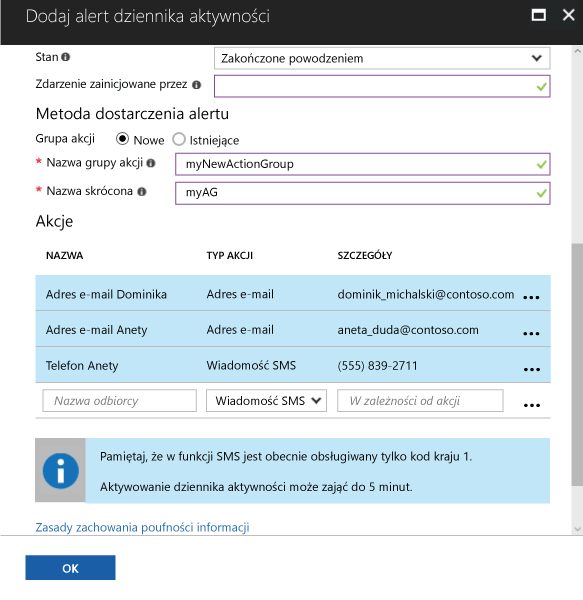 Dodaj alert dziennika aktywności
Stan
Zakończone powodzeniem
Zdarzenie zainicjowane przez
Metoda dostarczenia alertu
Grupa akcji Nowe Istniejące
* Nazwa grupy akcji myNewActionGroup
* Nazwa skrócona myAG
Akcje
NAZWA TYP AKCJI SZCZEGÓŁY
Adres e-mail Dominika Adres e-mail dominik_michalski@contoso.com
Adres e-mail Anety Adres e-mail aneta_duda@contoso.com
Telefon Anety Wiadomość SMS (555) 839-2711
Nazwa odbiorcy Wiadomość SMS W zależności od akcji
Pamiętaj, że w funkcji SMS jest obecnie obsługiwany tylko kod kraju 1.
Aktywowanie dziennika aktywności może zająć do 5 minut.
Zasady zachowania poufności informacji
OK